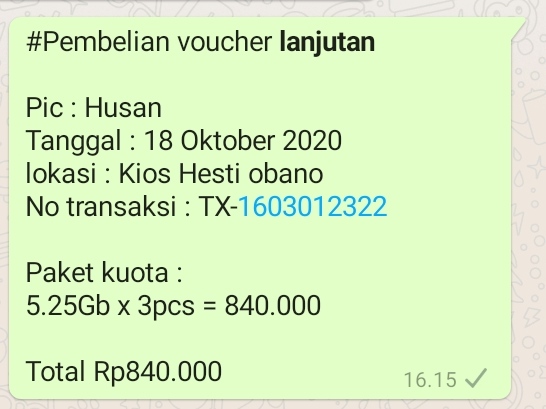 #Pembelian voucher lanjutan
Pic : Husan
Tanggal : 18 Oktober 2020
lokasi : Kios Hesti obano
No transaksi : TX-1603012322
Paket kuota :
5.25Gb x 3pcs = 840.000
Total Rp840.000
16.15